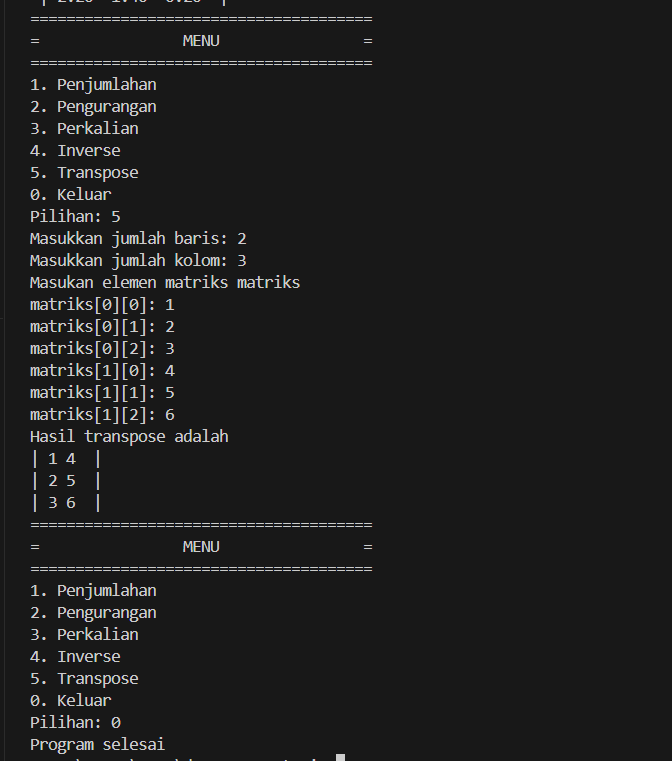 =====================================
= MENU =
=====================================
1. Penjumlahan
2. Pengurangan
3. Perkalian
4. Inverse
5. Transpose
0. Keluar
Pilihan: 5
Masukkan jumlah baris: 2
Masukkan jumlah kolom: 3
Masukan elemen matriks matriks
matriks[0][0]: 1
matriks[0][1]: 2
matriks[0][2]: 3
matriks[1][0]: 4
matriks[1][1]: 5
matriks[1][2]: 6
Hasil transpose adalah
| 1 4  |
| 2 5  |
| 3 6  |
======================================
= MENU =
======================================
1. Penjumlahan
2. Pengurangan
3. Perkalian
4. Inverse
5. Transpose
0. Keluar
Pilihan: 0
Program selesai